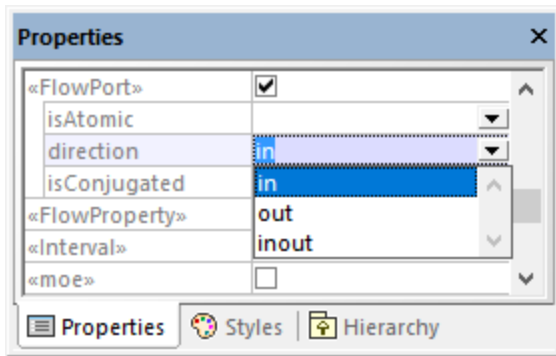 Properties
«FlowPort»
isAtomic
direction in
isConjugated in
«FlowProperty» out
«Interval» inout
«moe»
Properties Styles Hierarchy